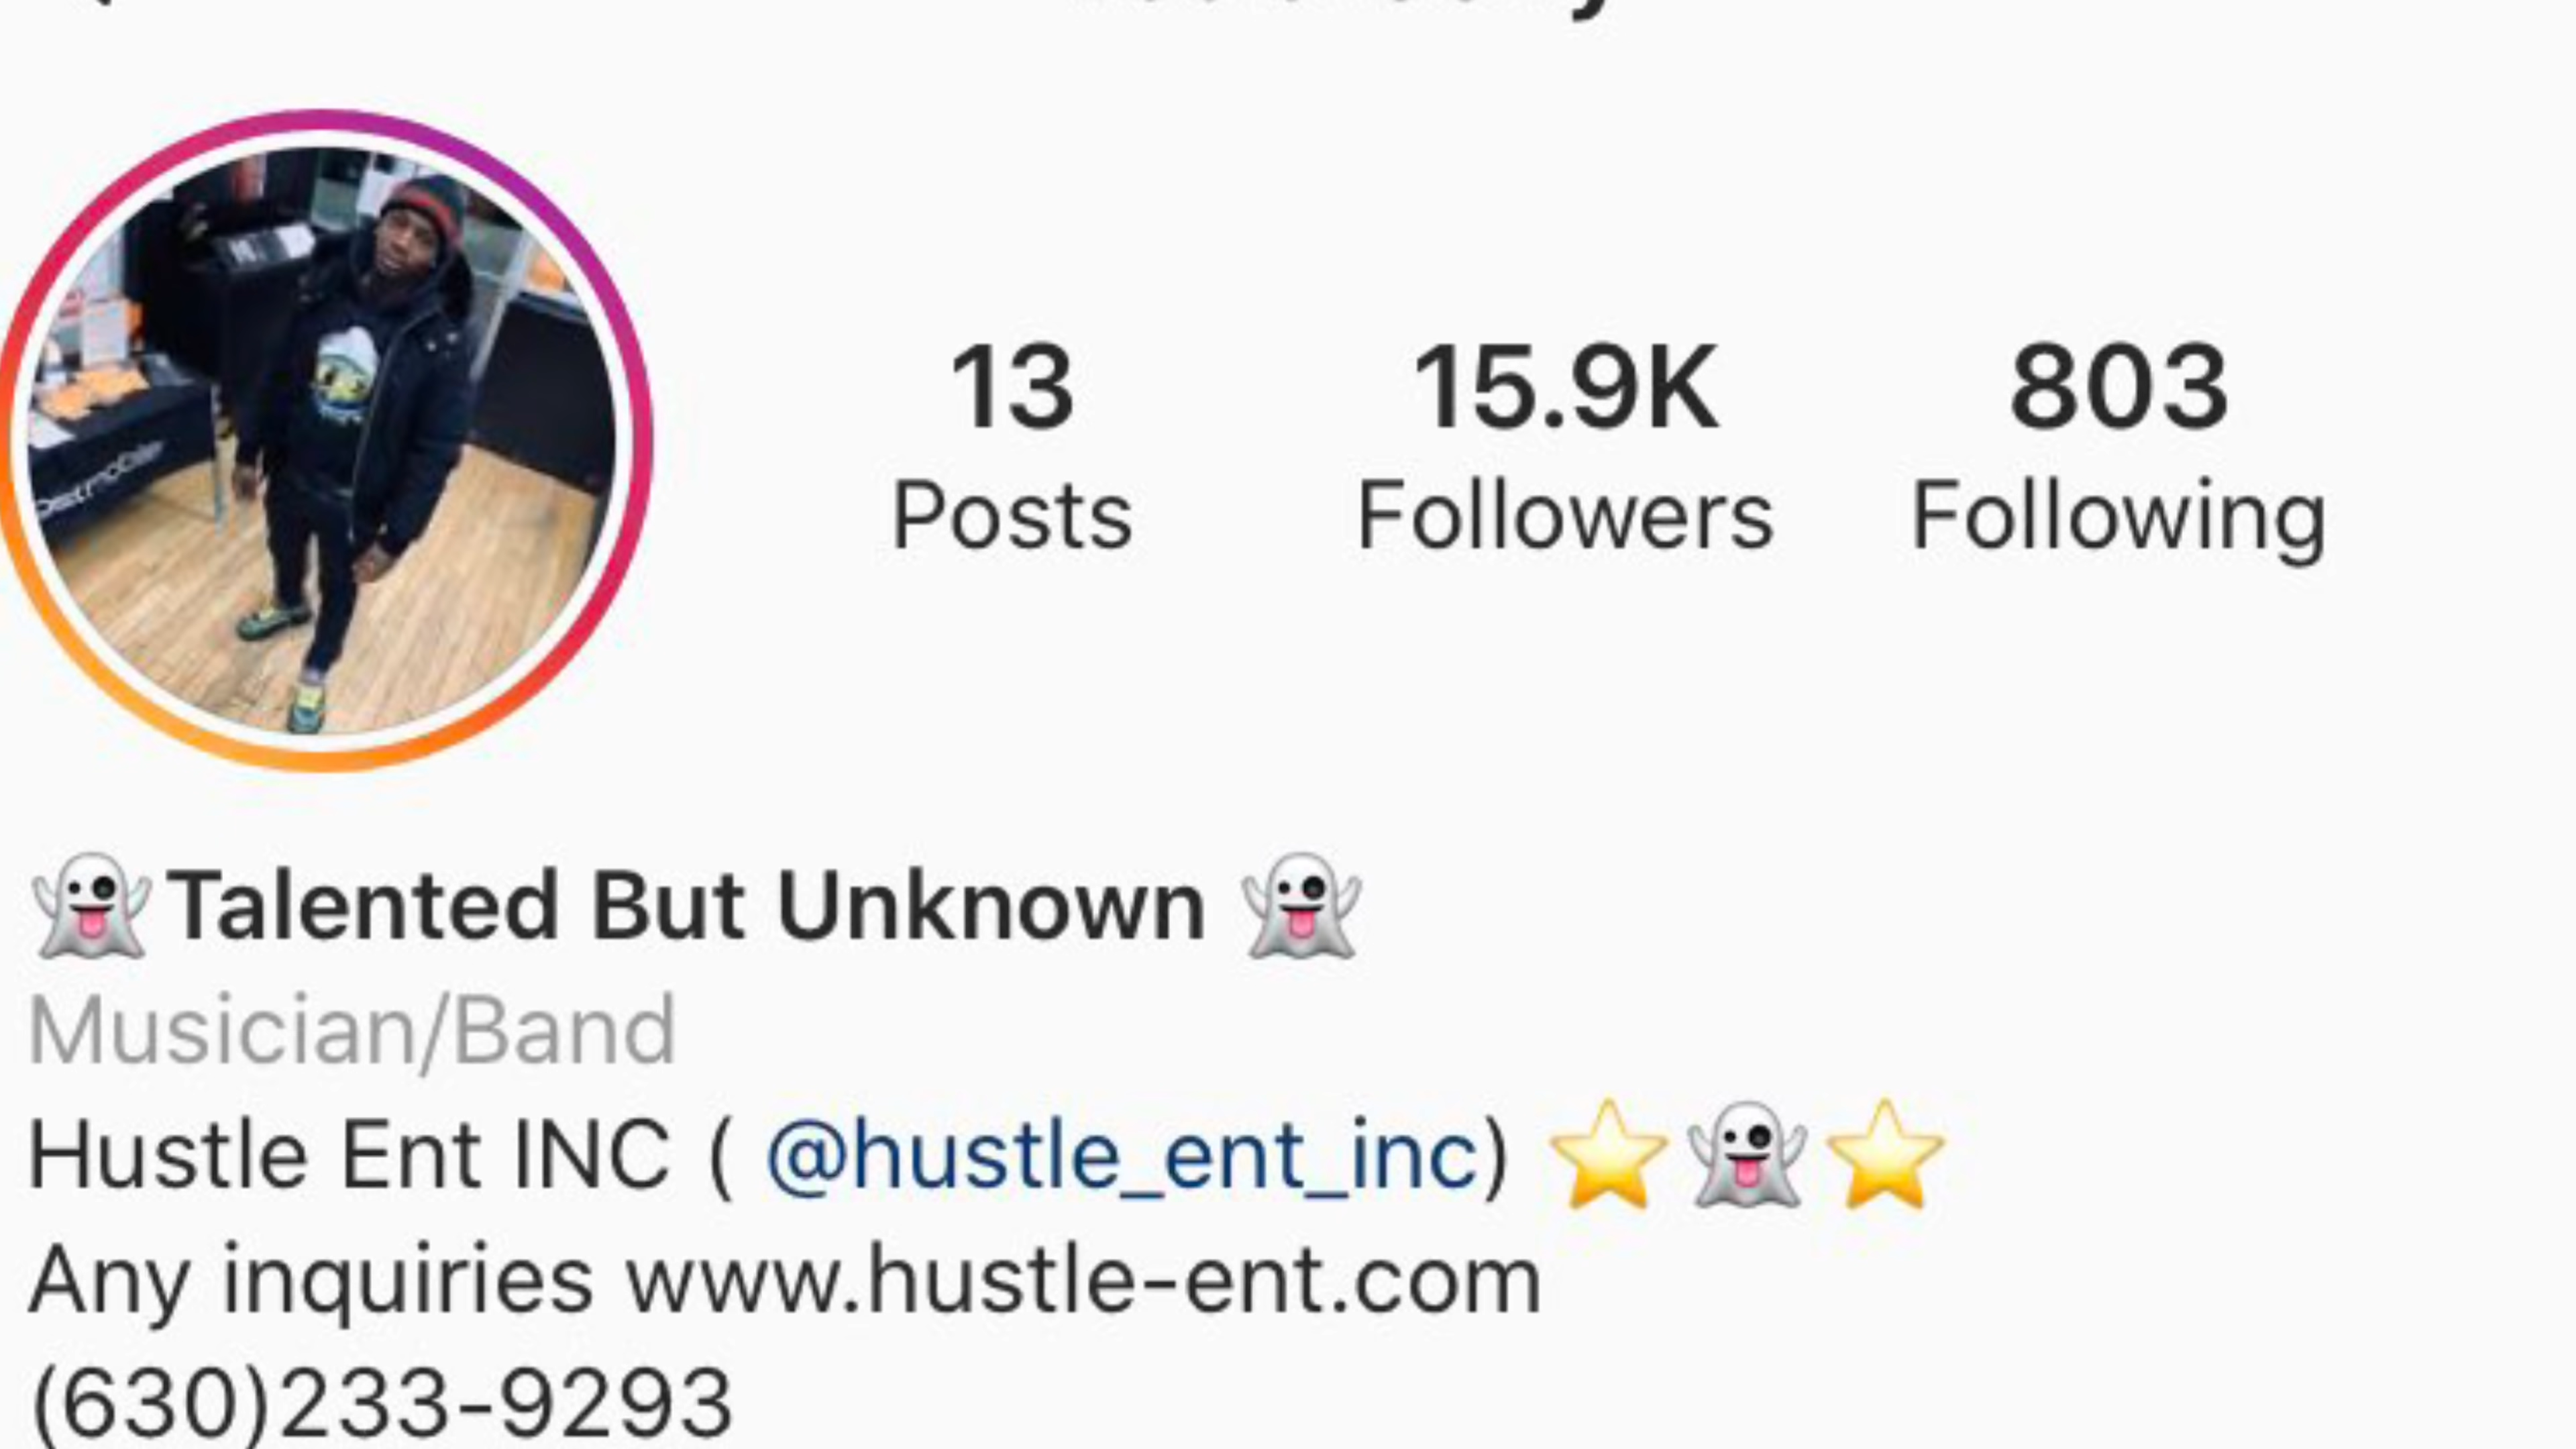 13 15.9K 803
Posts Followers Following
👻Talented But Unknown 👻
Musician/Band
Hustle Ent INC ( @hustle_ent_inc) ⭐👻⭐
Any inquiries www.hustle-ent.com
(630)233-9293